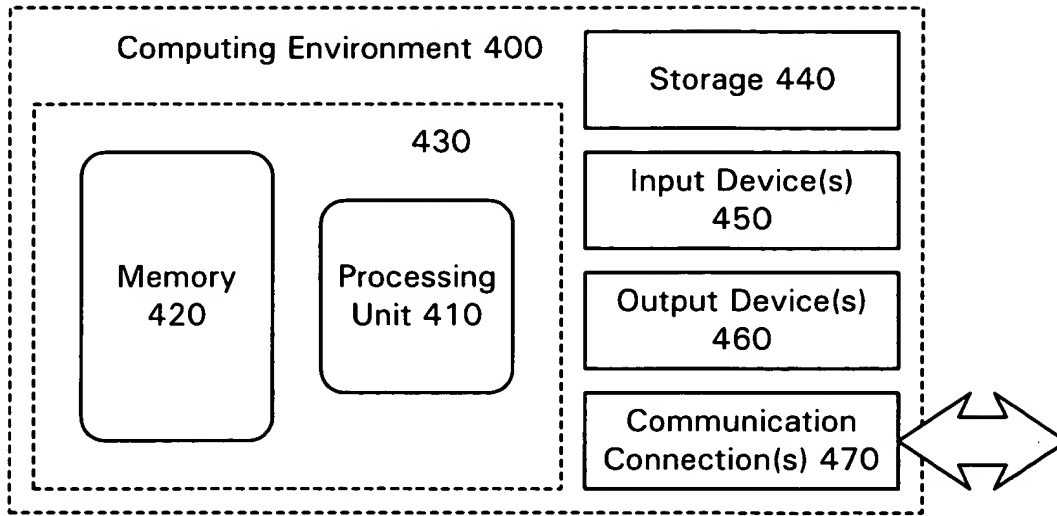 Computing Environment 400
430
Memory
420
Processing
Unit 410
Storage 440
Input Device(s)
450
Output Device(s)
460
Communication
Connection(s) 470